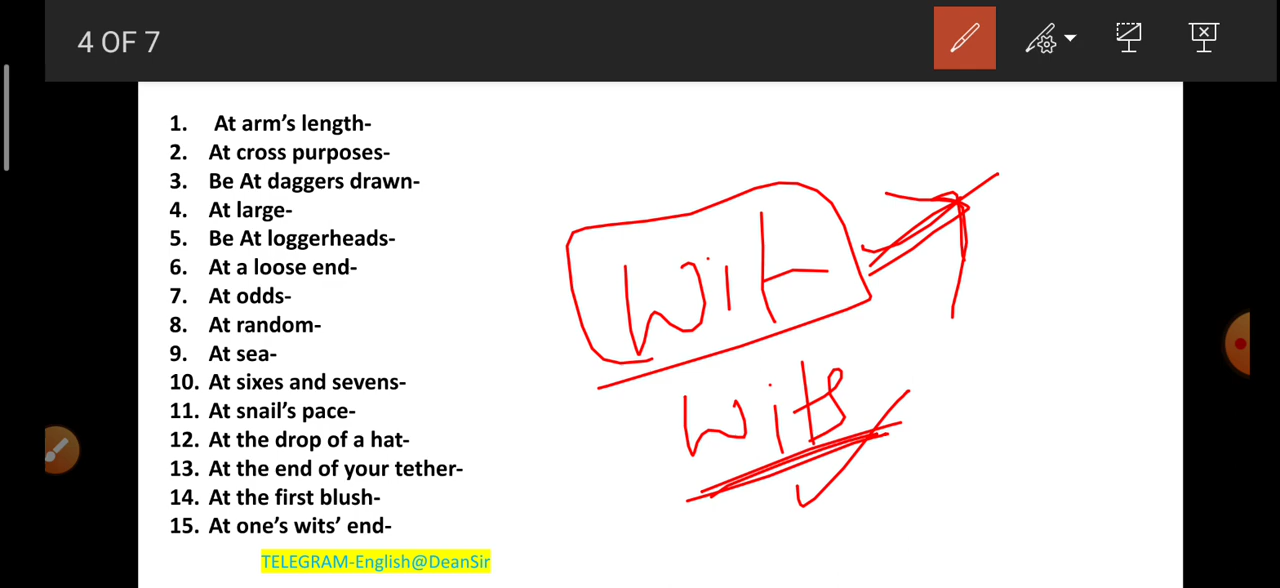 4 OF 7
1. At arm's length-
2. At cross purposes-
3. Be At daggers drawn-
4. At large-
5. Be At loggerheads-
6. At a loose end-
7. At odds-
8. At random-
9. At sea-
10. At sixes and sevens-
11. At snail's pace-
12. At the drop of a hat-
13. At the end of your tether-
14. At the first blush-
15. At one's wits' end-
Wit
Wits
TELEGRAM-English@DeanSir